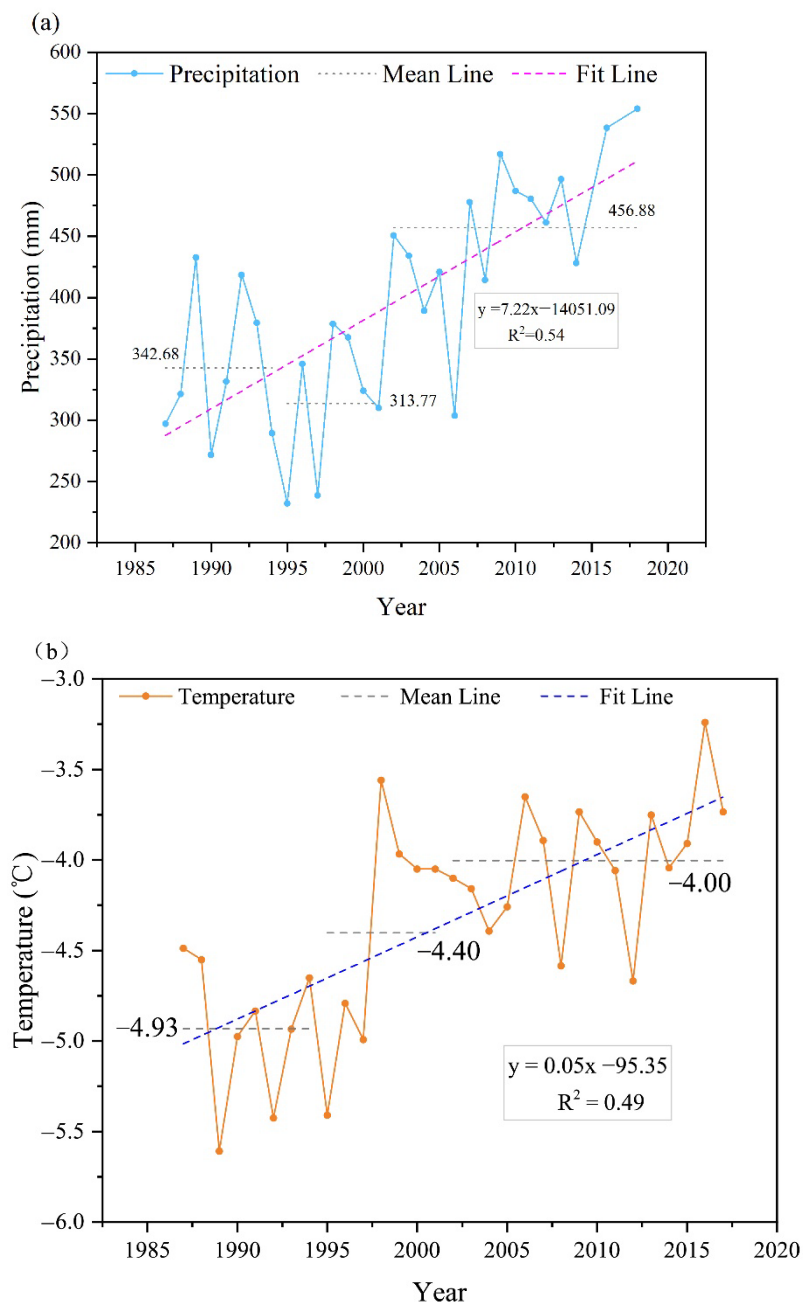 (a)
600
Precipitation Mean Line Fit Line
550
500
456.88
450
400
y =7.22x−14051.09
R²=0.54
350
342.68
313.77
300
250
200
Precipitation (mm)
1985 1990 1995 2000 2005 2010 2015 2020
Year
(b)
−3.0
Temperature Mean Line Fit Line
−3.5
−4.0
−4.00
−4.40
−4.5
−4.93
−5.0
y = 0.05x −95.35
R² = 0.49
−5.5
−6.0
Temperature (℃)
1985 1990 1995 2000 2005 2010 2015 2020
Year